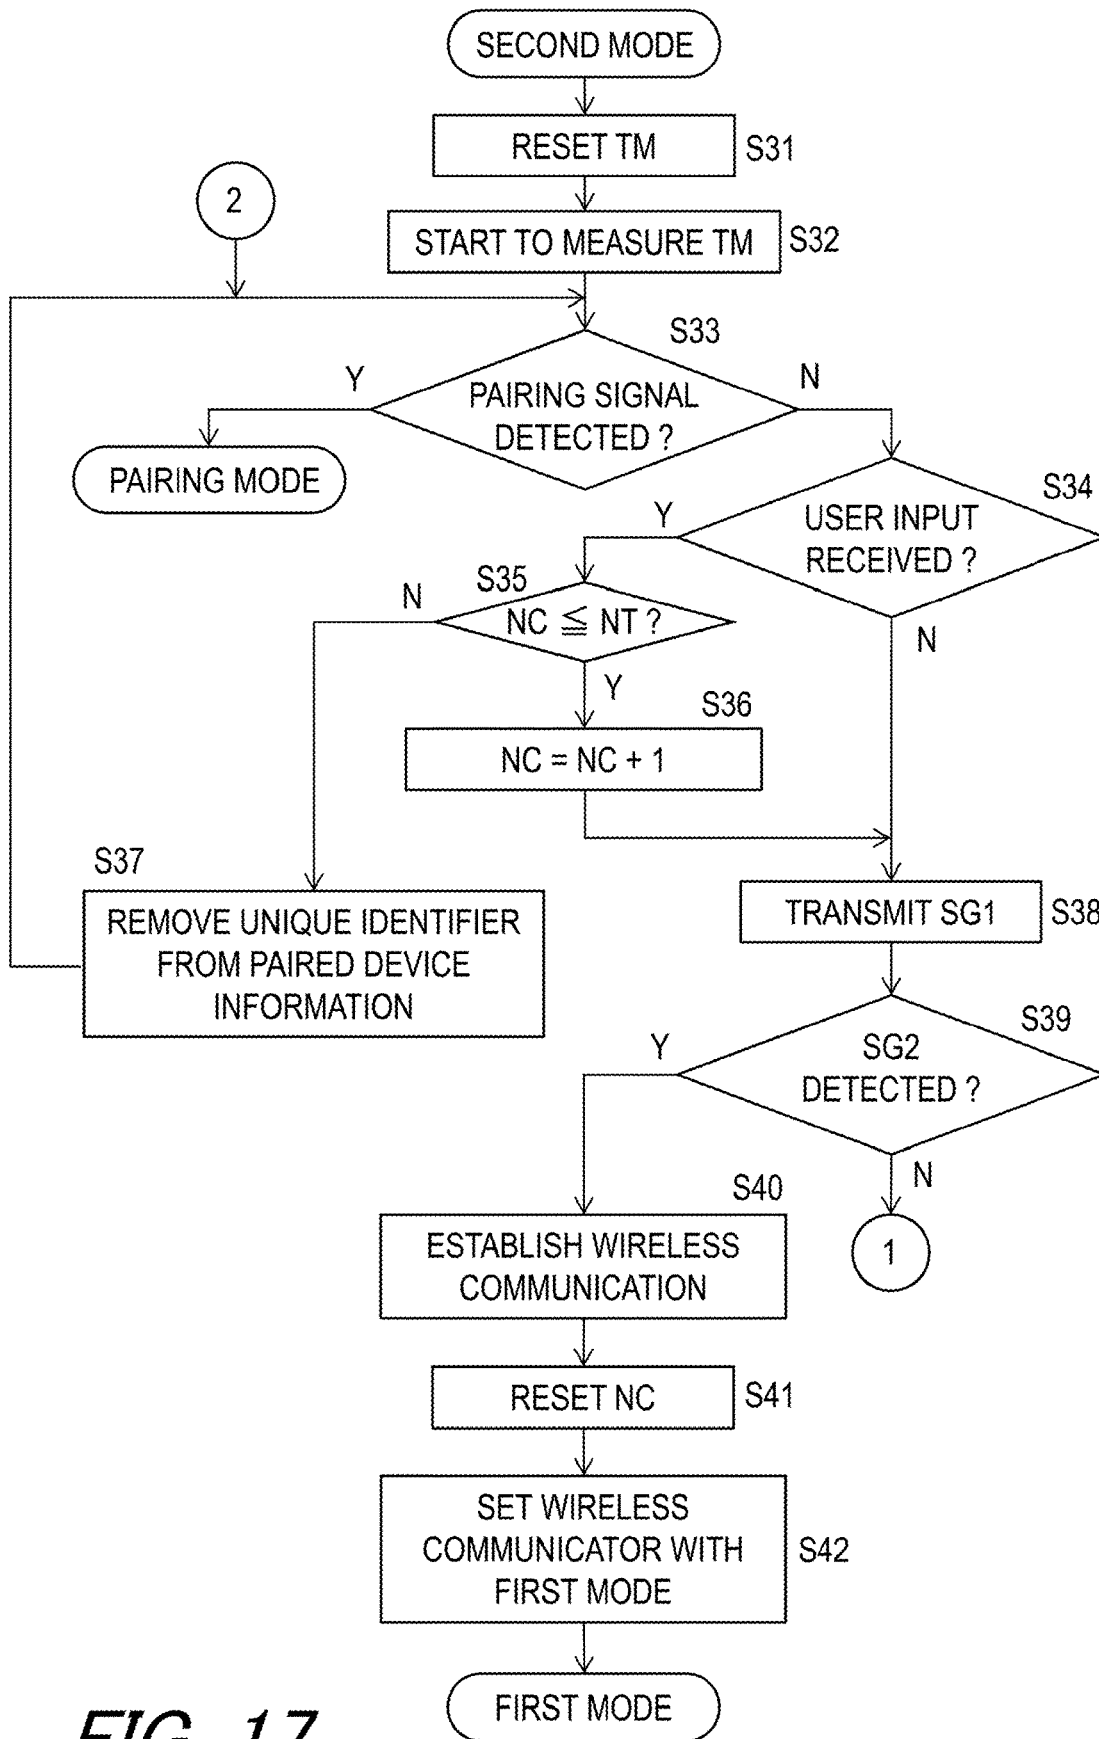 SECOND MODE
RESET TM
S31
2
START TO MEASURE TM
S32
S33
Y
N
PAIRING SIGNAL
DETECTED ?
PAIRING MODE
S34
Y
USER INPUT
RECEIVED ?
S35
N
NC ≦ NT ?
N
Y
S36
NC = NC + 1
S37
REMOVE UNIQUE IDENTIFIER
FROM PAIRED DEVICE
INFORMATION
TRANSMIT SG1
S38
S39
Y
SG2
DETECTED ?
N
S40
ESTABLISH WIRELESS
COMMUNICATION
1
RESET NC
S41
SET WIRELESS
COMMUNICATOR WITH
FIRST MODE
S42
FIRST MODE
FIG. 17